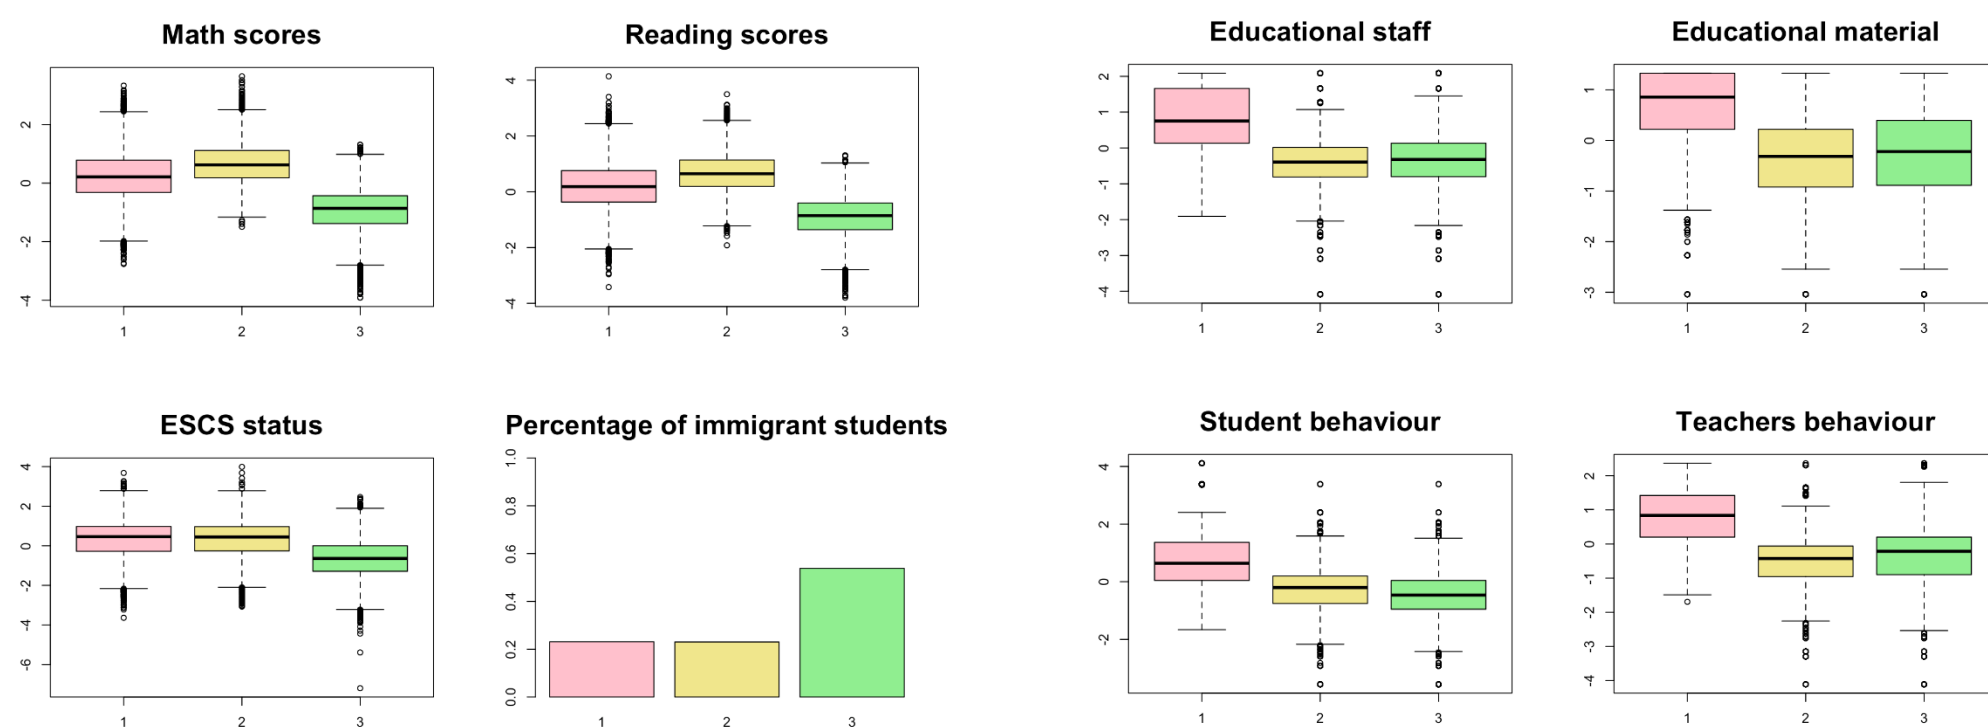 Math scores
2
0
-2
-4
1 2 3
Reading scores
4
2
0
-2
-4
1 2 3
Educational staff
2
1
0
-1
-2
-3
-4
1 2 3
Educational material
1
0
-1
-2
-3
1 2 3
ESCS status
4
2
0
-2
-4
-6
1 2 3
Percentage of immigrant students
1.0
0.8
0.6
0.4
0.2
0.0
1 2 3
Student behaviour
4
2
0
-2
1 2 3
Teachers behaviour
2
1
0
-1
-2
-3
-4
1 2 3